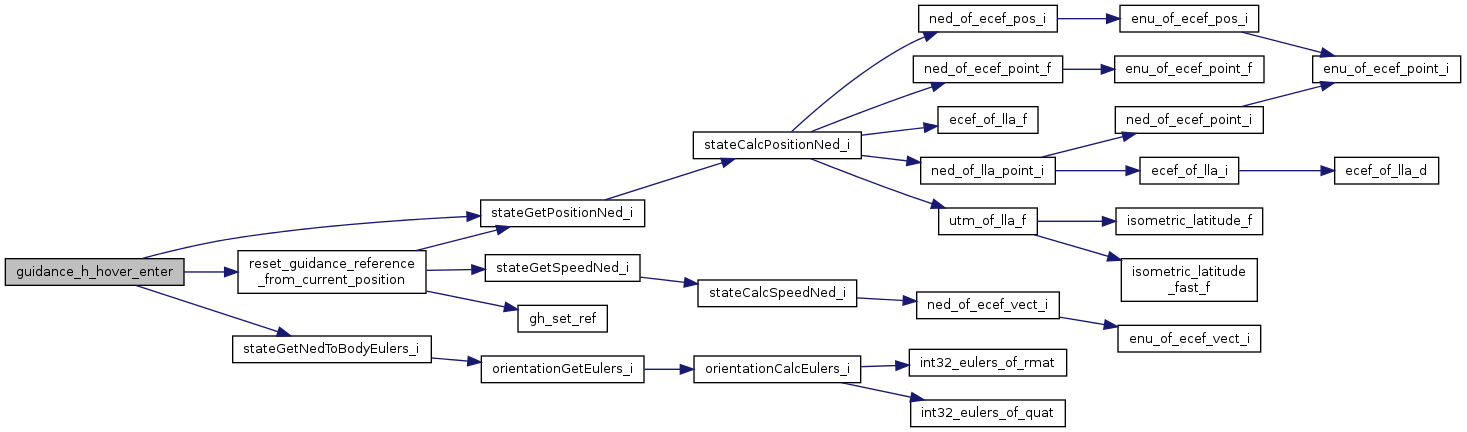 guidance_h_hover_enter
stateGetPositionNed_i
reset_guidance_reference
_from_current_position
stateGetNedToBodyEulers_i
stateGetSpeedNed_i
gh_set_ref
orientationGetEulers_i
stateCalcPositionNed_i
stateCalcSpeedNed_i
orientationCalcEulers_i
ned_of_ecef_pos_i
ned_of_ecef_point_f
ecef_of_lla_f
ned_of_lla_point_i
utm_of_lla_f
ned_of_ecef_vect_i
int32_eulers_of_rmat
int32_eulers_of_quat
enu_of_ecef_pos_i
enu_of_ecef_point_f
ned_of_ecef_point_i
ecef_of_lla_i
isometric_latitude_f
isometric_latitude
_fast_f
enu_of_ecef_vect_i
enu_of_ecef_point_i
ecef_of_lla_d